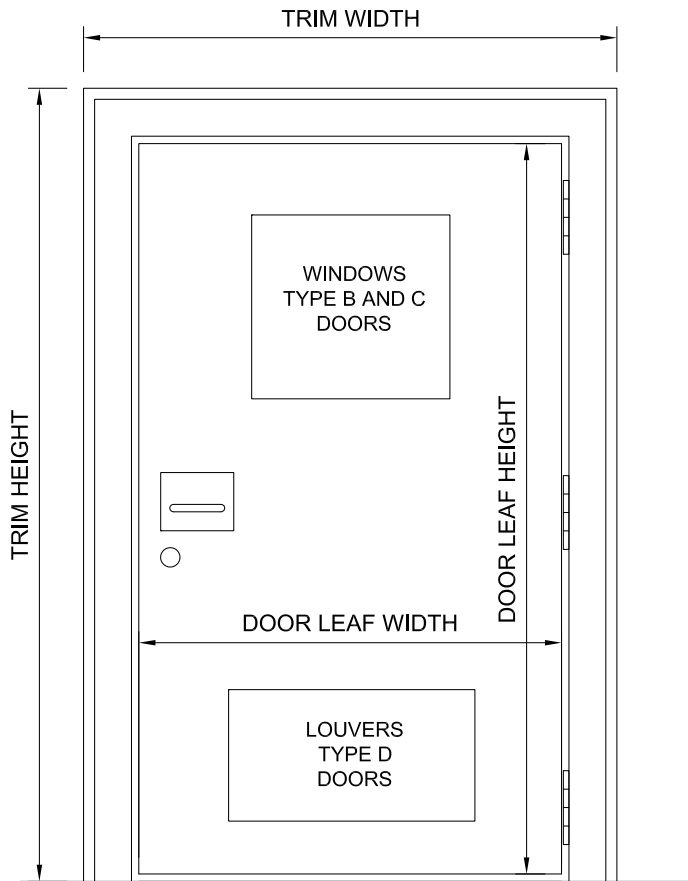 TRIM WIDTH
WINDOWS
TYPE B AND C
DOORS
TRIM HEIGHT
DOOR LEAF HEIGHT
DOOR LEAF WIDTH
LOUVERS
TYPE D
DOORS